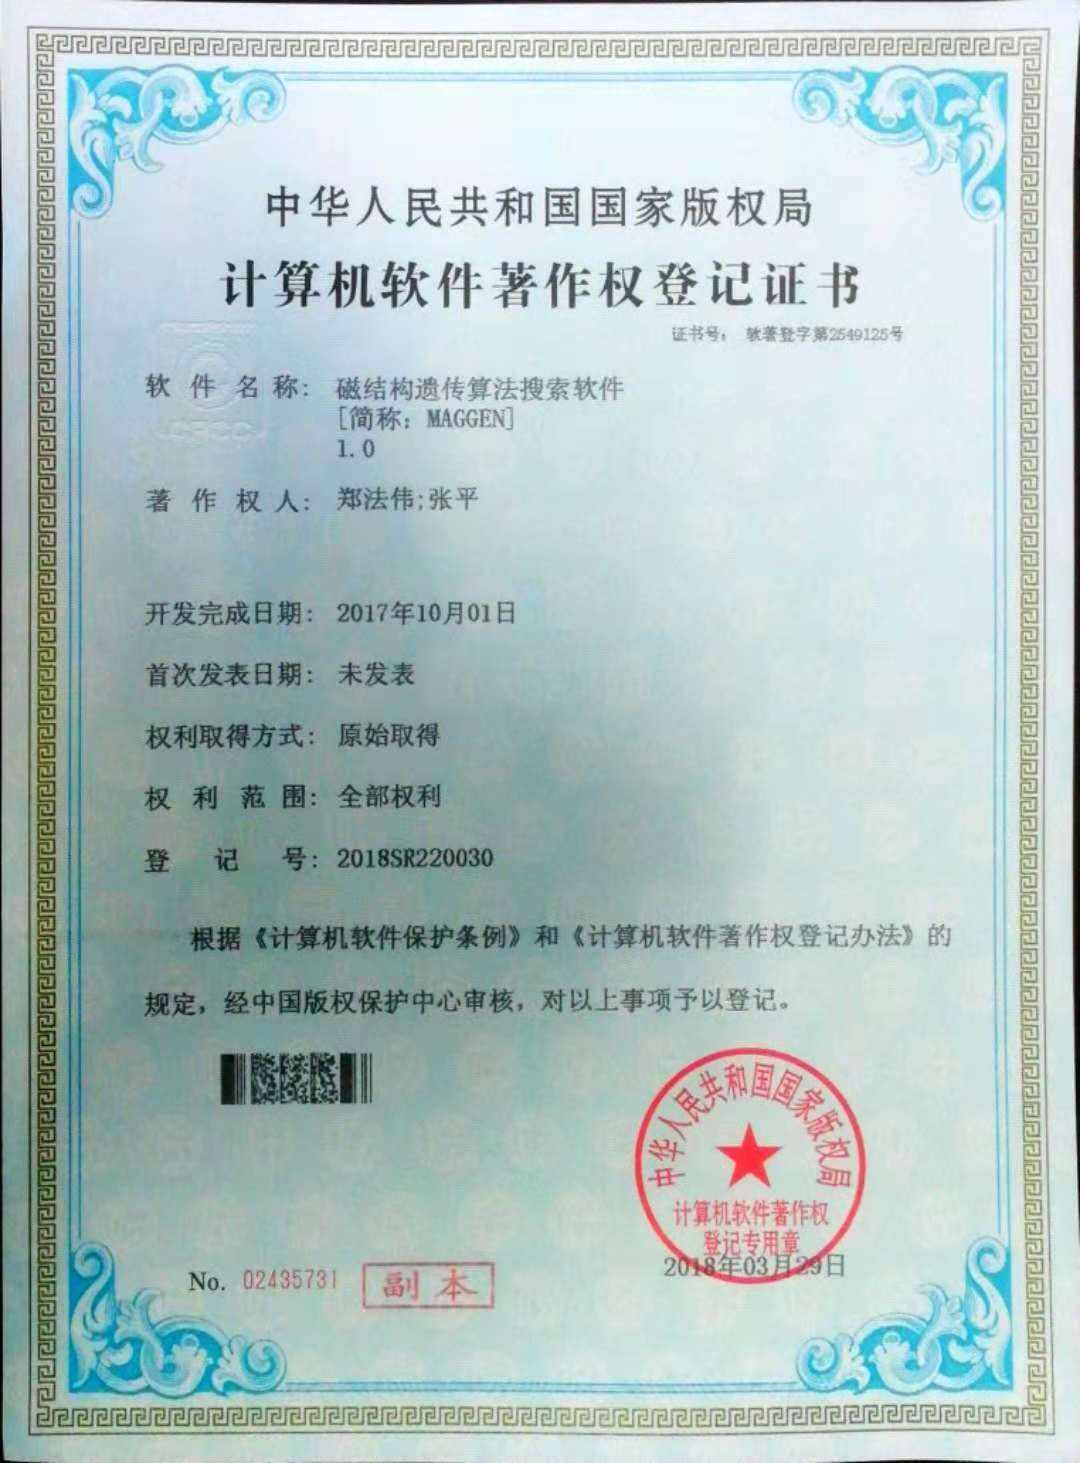 中华人民共和国国家版权局
计算机软件著作权登记证书
证书号： 软著登字第2549125号
软件名称： 磁结构遗传算法搜索软件
[简称：MAGGEN]
1.0
著作权人： 郑法伟;张平
开发完成日期： 2017年10月01日
首次发表日期： 未发表
权利取得方式： 原始取得
权利范围： 全部权利
登记号： 2018SR220030
根据《计算机软件保护条例》和《计算机软件著作权登记办法》的
规定，经中国版权保护中心审核，对以上事项予以登记。
中华人民共和国国家版权局
计算机软件著作权
登记专用章
2018年03月29日
No. 02435731 副本